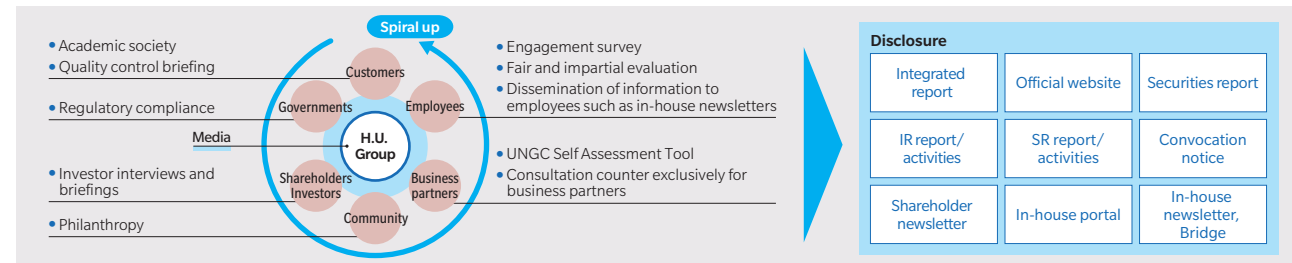 Spiral up
• Academic society
• Quality control briefing
• Regulatory compliance
Media
• Investor interviews and
briefings
• Philanthropy
Customers
Governments
Employees
H.U.
Group
Shareholders
Investors
Business
partners
Community
• Engagement survey
• Fair and impartial evaluation
• Dissemination of information to
employees such as in-house newsletters
• UNGC Self Assessment Tool
• Consultation counter exclusively for
business partners
Disclosure
Integrated
report
Official website
Securities report
IR report/
activities
SR report/
activities
Convocation
notice
Shareholder
newsletter
In-house portal
In-house
newsletter,
Bridge